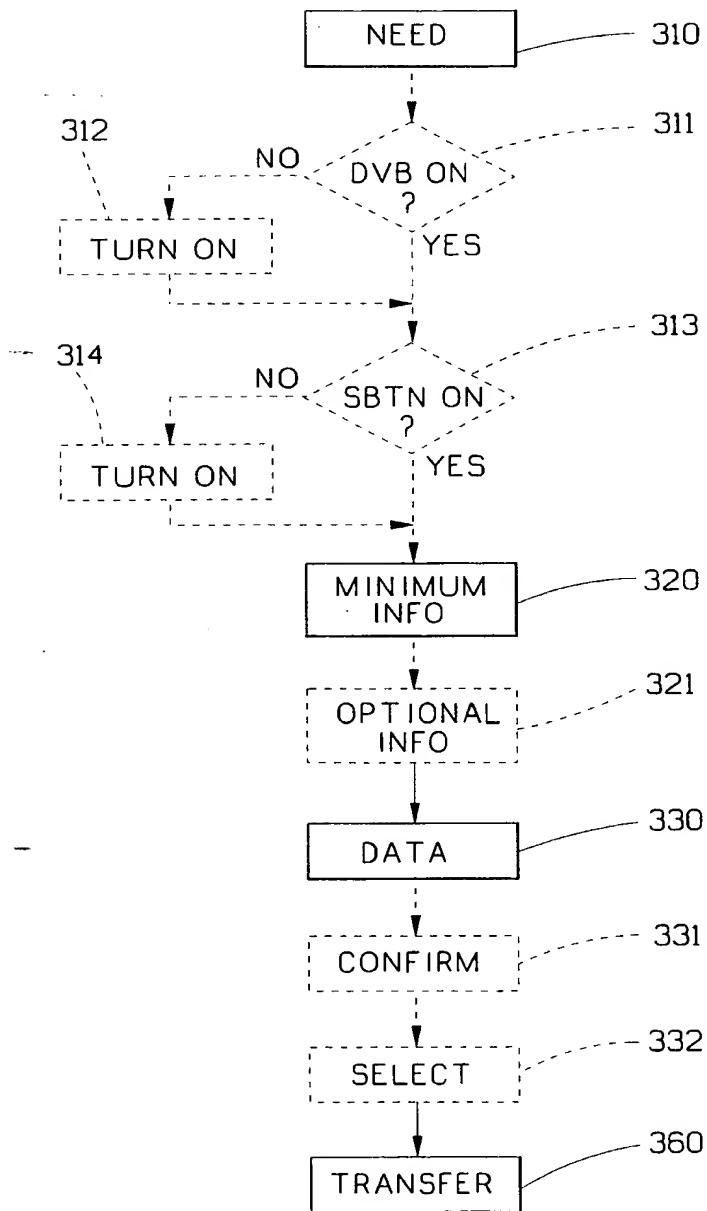 NEED
310
311
312
NO
DVB ON
?
TURN ON
YES
313
314
NO
SBTN ON
?
TURN ON
YES
MINIMUM
INFO
320
321
OPTIONAL
INFO
330
DATA
331
CONFIRM
332
SELECT
360
TRANSFER